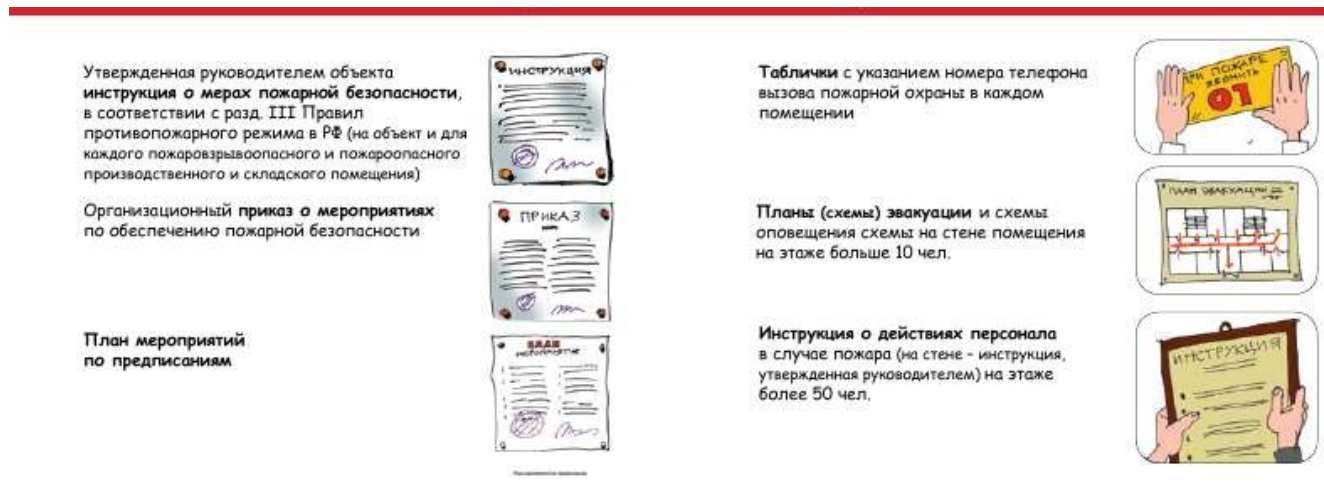 Утвержденная руководителем объекта
инструкция о мерах пожарной безопасности,
в соответствии с разд. III Правил
противопожарного режима в РФ (на объект и для
каждого пожаровзрывоопасного и пожароопасного
производственного и складского помещения)
ИНСТРУКЦИЯ
Организационный приказ о мероприятиях
по обеспечению пожарной безопасности
ПРИКАЗ
План мероприятий
по предписаниям
ПЛАН
Таблички с указанием номера телефона
вызова пожарной охраны в каждом
помещении
ПРИ ПОЖАРЕ
ЗВОНИТЬ
01
Планы (схемы) эвакуации и схемы
оповещения схемы на стене помещения
на этаже больше 10 чел.
ПЛАН ЭВАКУАЦИИ
Инструкция о действиях персонала
в случае пожара (на стене - инструкция,
утвержденная руководителем) на этаже
более 50 чел.
ИНСТРУКЦИЯ